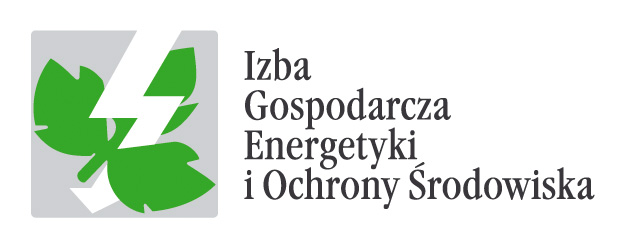 Izba
Gospodarcza
Energetyki
i Ochrony Środowiska